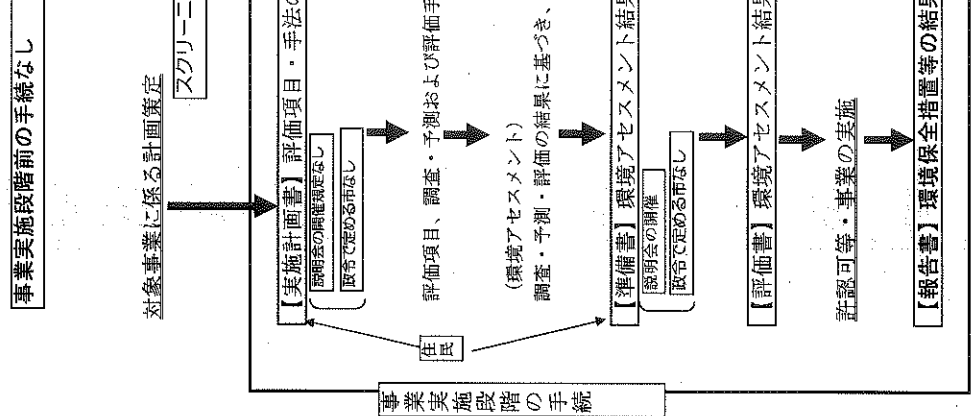 事業実施段階前の手続なし
対象事業に係る計画策定
スクリーニ
【実施計画書】評価項目・手法の
説明会の開催規定なし
政令で定める市なし
評価項目、調査・予測および評価手
(環境アセスメント)
調査・予測・評価の結果に基づき、
住民
【準備書】環境アセスメント結果
説明会の開催
政令で定める市なし
【評価書】環境アセスメント結果
許認可等・事業の実施
【報告書】環境保全措置等の結果
事業実施段階の手続